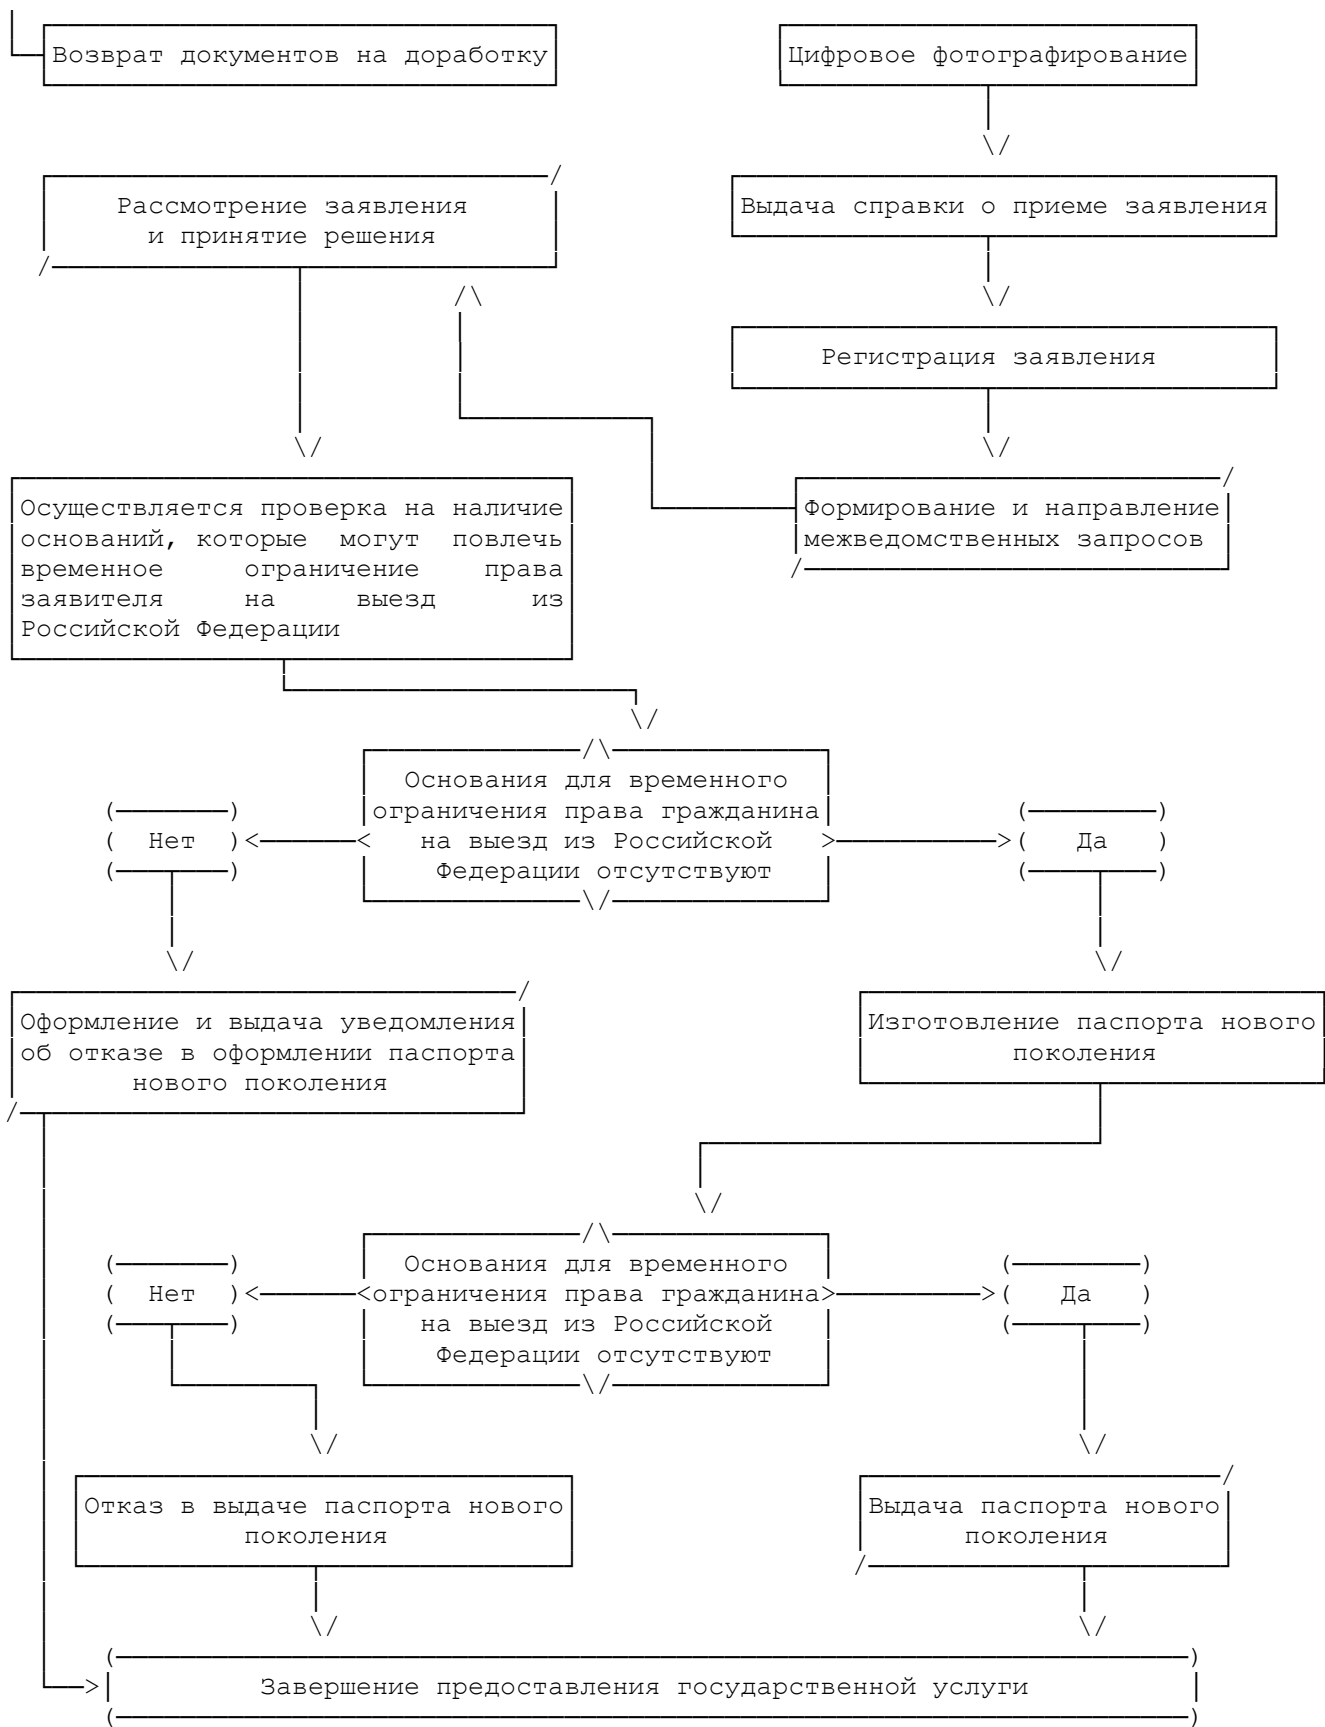 Возврат документов на доработку
Цифровое фотографирование
Рассмотрение заявления
и принятие решения
Выдача справки о приеме заявления
Регистрация заявления
Осуществляется проверка на наличие
оснований, которые могут повлечь
временное ограничение права
заявителя на выезд из
Российской Федерации
Формирование и направление
межведомственных запросов
Основания для временного
ограничения права гражданина
на выезд из Российской
Федерации отсутствуют
Нет
Да
Оформление и выдача уведомления
об отказе в оформлении паспорта
нового поколения
Изготовление паспорта нового
поколения
Основания для временного
ограничения права гражданина
на выезд из Российской
Федерации отсутствуют
Нет
Да
Отказ в выдаче паспорта нового
поколения
Выдача паспорта нового
поколения
Завершение предоставления государственной услуги